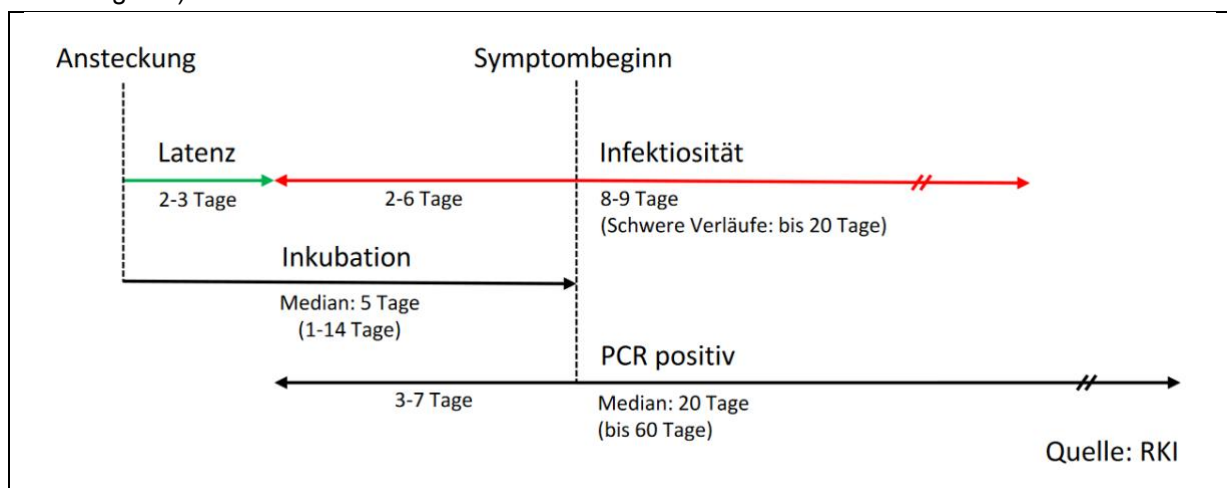 Ansteckung
Symptombeginn
Latenz
Infektiosität
2-3 Tage
2-6 Tage
8-9 Tage
(Schwere Verläufe: bis 20 Tage)
Inkubation
Median: 5 Tage
(1-14 Tage)
PCR positiv
3-7 Tage
Median: 20 Tage
(bis 60 Tage)
Quelle: RKI